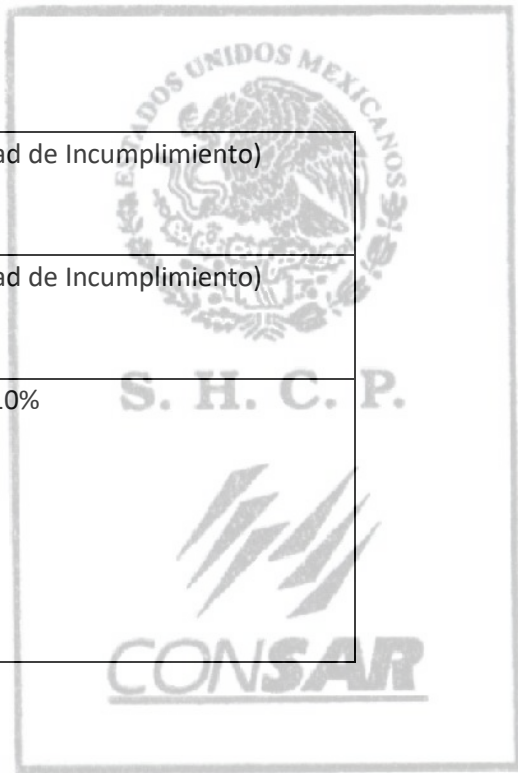 ESTADOS UNIDOS MEXICANOS
ad de Incumplimiento)
ad de Incumplimiento)
10%
S. H. C. P.
CONSAR